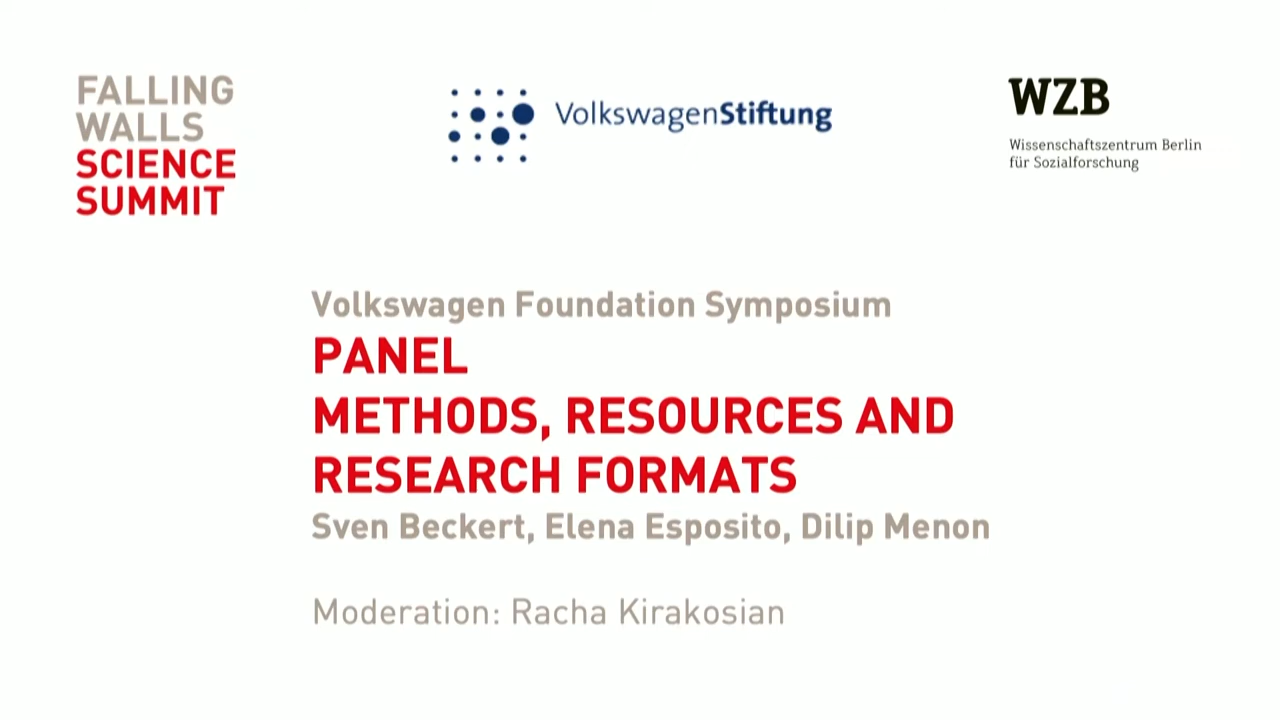 FALLING
WALLS
SCIENCE
SUMMIT
VolkswagenStiftung
WZB
Wissenschaftszentrum Berlin
für Sozialforschung
Volkswagen Foundation Symposium
PANEL
METHODS, RESOURCES AND
RESEARCH FORMATS
Sven Beckert, Elena Esposito, Dilip Menon
Moderation: Racha Kirakosian